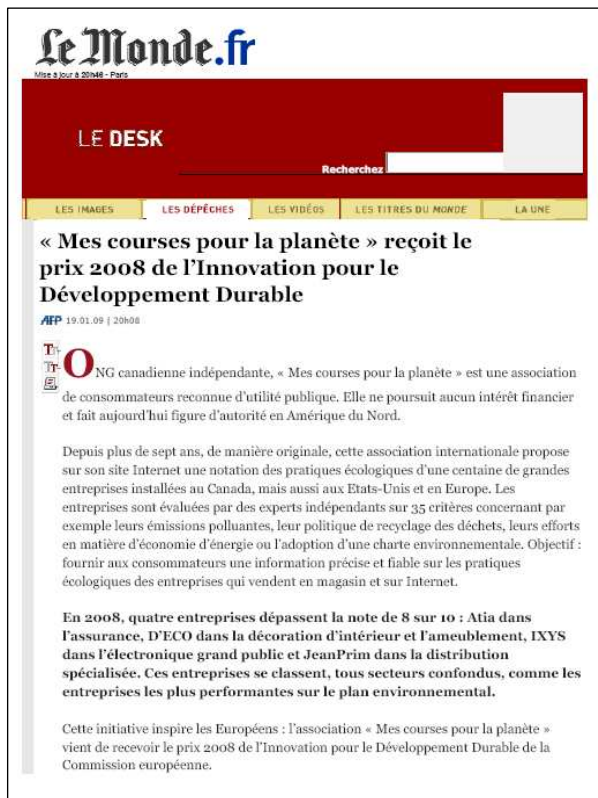 Le Monde.fr
Mise à jour à 20h46 - Paris
LE DESK
Recherchez
LES IMAGES LES DÉPÊCHES LES VIDÉOS LES TITRES DU MONDE LA UNE
« Mes courses pour la planète » reçoit le
prix 2008 de l'Innovation pour le
Développement Durable
AFP 19.01.09 | 20h08
ONG canadienne indépendante, « Mes courses pour la planète » est une association
de consommateurs reconnue d'utilité publique. Elle ne poursuit aucun intérêt financier
et fait aujourd'hui figure d'autorité en Amérique du Nord.
Depuis plus de sept ans, de manière originale, cette association internationale propose
sur son site Internet une notation des pratiques écologiques d'une centaine de grandes
entreprises installées au Canada, mais aussi aux Etats-Unis et en Europe. Les
entreprises sont évaluées par des experts indépendants sur 35 critères concernant par
exemple leurs émissions polluantes, leur politique de recyclage des déchets, leurs efforts
en matière d'économie d'énergie ou l'adoption d'une charte environnementale. Objectif :
fournir aux consommateurs une information précise et fiable sur les pratiques
écologiques des entreprises qui vendent en magasin et sur Internet.
En 2008, quatre entreprises dépassent la note de 8 sur 10 : Atia dans
l'assurance, D'ECO dans la décoration d'intérieur et l'ameublement, IXYS
dans l'électronique grand public et JeanPrim dans la distribution
spécialisée. Ces entreprises se classent, tous secteurs confondus, comme les
entreprises les plus performantes sur le plan environnemental.
Cette initiative inspire les Européens : l'association « Mes courses pour la planète »
vient de recevoir le prix 2008 de l'Innovation pour le Développement Durable de la
Commission européenne.